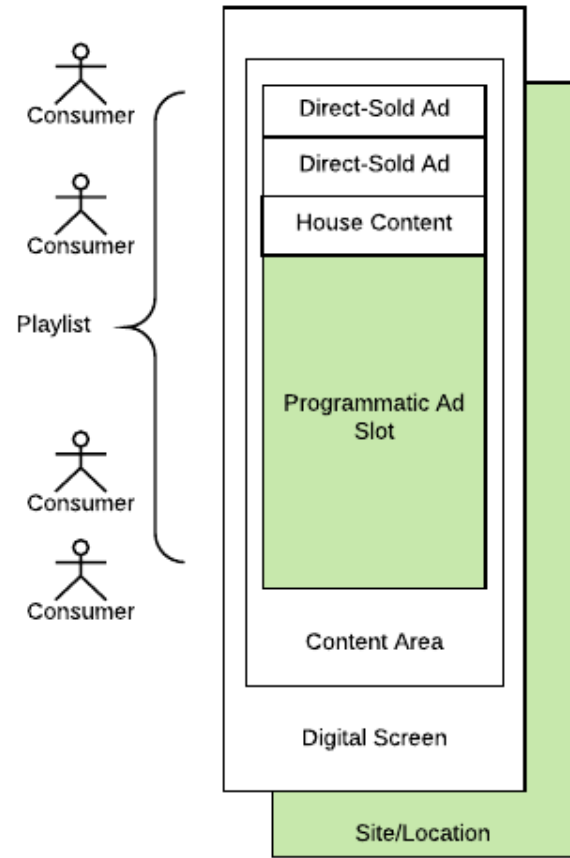 Consumer
Consumer
Playlist
Consumer
Consumer
Direct-Sold Ad
Direct-Sold Ad
House Content
Programmatic Ad
Slot
Content Area
Digital Screen
Site/Location